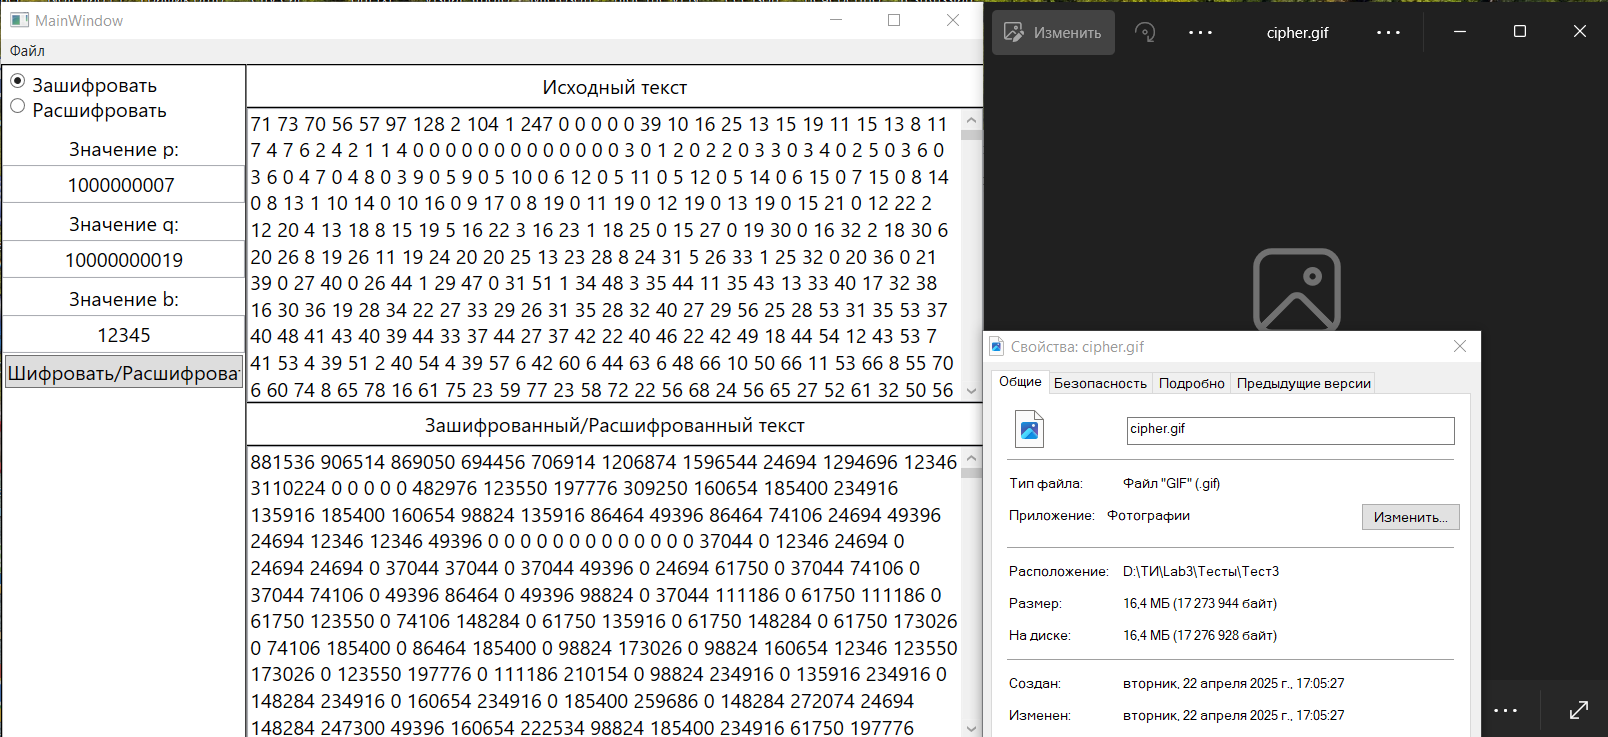 MainWindow
Файл
Зашифровать
Расшифровать
Значение p:
1000000007
Значение q:
10000000019
Значение b:
12345
Шифровать/Расшифроват
Исходный текст
71 73 70 56 57 97 128 2 104 1 247 0 0 0 0 0 39 10 16 25 13 15 19 11 15 13 8 11
7 4 7 6 2 4 2 1 1 4 0 0 0 0 0 0 0 0 0 0 0 0 0 3 0 1 2 0 2 2 0 3 3 0 3 4 0 2 5 0 3 6 0
3 6 0 4 7 0 4 8 0 3 9 0 5 9 0 5 10 0 6 12 0 5 11 0 5 12 0 5 14 0 6 15 0 7 15 0 8 14
0 8 13 1 10 14 0 10 16 0 9 17 0 8 19 0 11 19 0 12 19 0 13 19 0 15 21 0 12 22 2
12 20 4 13 18 8 15 19 5 16 22 3 16 23 1 18 25 0 15 27 0 19 30 0 16 32 2 18 30 6
20 26 8 19 26 11 19 24 20 20 25 13 23 28 8 24 31 5 26 33 1 25 32 0 20 36 0 21
39 0 27 40 0 26 44 1 29 47 0 31 51 1 34 48 3 35 44 11 35 43 13 33 40 17 32 38
16 30 36 19 28 34 22 27 33 29 26 31 35 28 32 40 27 29 56 25 28 53 31 35 53 37
40 48 41 43 40 39 44 33 37 44 27 37 42 22 40 46 22 42 49 18 44 54 12 43 53 7
41 53 4 39 51 2 40 54 4 39 57 6 42 60 6 44 63 6 48 66 10 50 66 11 53 66 8 55 70
6 60 74 8 65 78 16 61 75 23 59 77 23 58 72 22 56 68 24 56 65 27 52 61 32 50 56
Зашифрованный/Расшифрованный текст
881536 906514 869050 694456 706914 1206874 1596544 24694 1294696 12346
3110224 0 0 0 0 0 482976 123550 197776 309250 160654 185400 234916
135916 185400 160654 98824 135916 86464 49396 86464 74106 24694 49396
24694 12346 12346 49396 0 0 0 0 0 0 0 0 0 0 0 0 0 37044 0 12346 24694 0
24694 24694 0 37044 37044 0 37044 49396 0 24694 61750 0 37044 74106 0
37044 74106 0 49396 86464 0 49396 98824 0 37044 111186 0 61750 111186 0
61750 123550 0 74106 148284 0 61750 135916 0 61750 148284 0 61750 173026
0 74106 185400 0 86464 185400 0 98824 173026 0 98824 160654 12346 123550
173026 0 123550 197776 0 111186 210154 0 98824 234916 0 135916 234916 0
148284 234916 0 160654 234916 0 185400 259686 0 148284 272074 24694
148284 247300 49396 160654 222534 98824 185400 234916 61750 197776
Изменить
cipher.gif
Свойства: cipher.gif
Общие
Безопасность
Подробно
Предыдущие версии
cipher.gif
Тип файла:
Файл "GIF" (.gif)
Приложение:
Фотографии
Изменить...
Расположение:
D:\ТИ\Lab3\Тесты\Тест3
Размер:
16,4 МБ (17 273 944 байт)
На диске:
16,4 МБ (17 276 928 байт)
Создан:
вторник, 22 апреля 2025 г., 17:05:27
Изменен:
вторник, 22 апреля 2025 г., 17:05:27